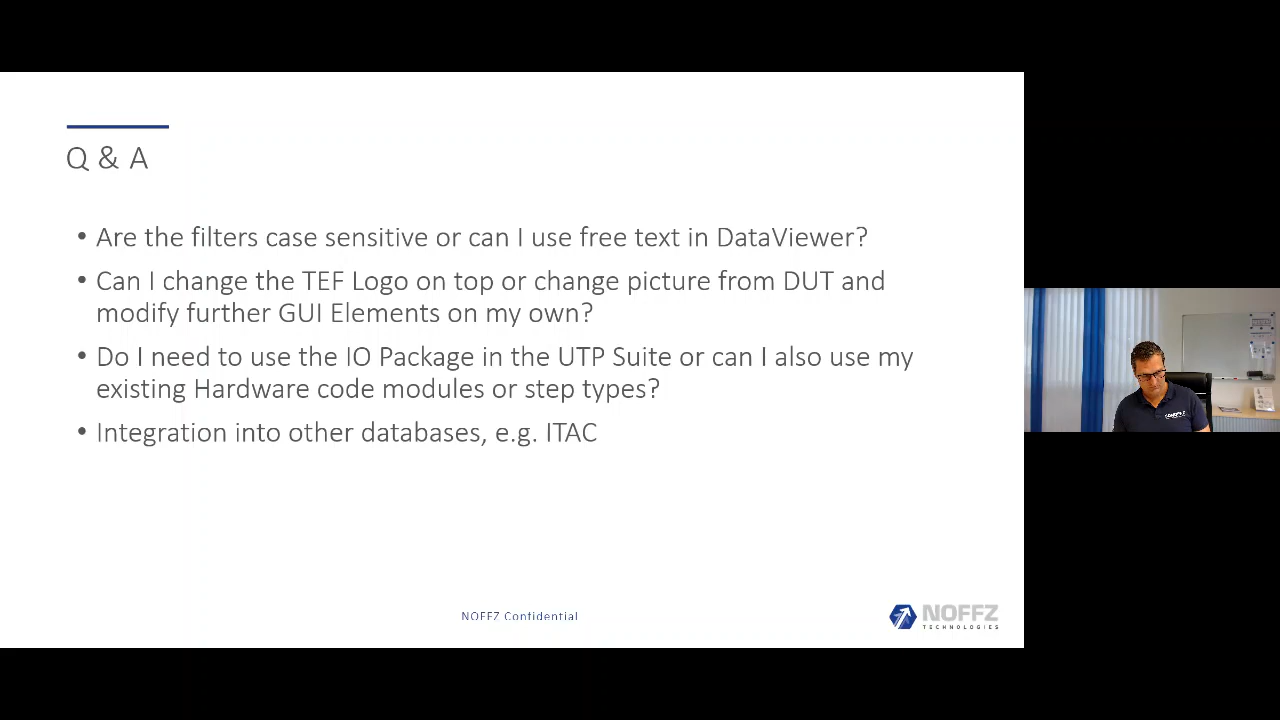 Q & A
• Are the filters case sensitive or can I use free text in DataViewer?
• Can I change the TEF Logo on top or change picture from DUT and
modify further GUI Elements on my own?
• Do I need to use the IO Package in the UTP Suite or can I also use my
existing Hardware code modules or step types?
• Integration into other databases, e.g. ITAC
NOFFZ Confidential
NOFFZ
TECHNOLOGIES